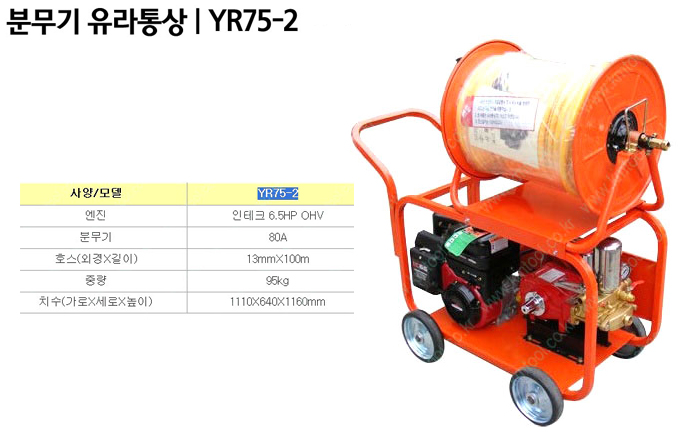 분무기 유라통상 | YR75-2
사양/모델 YR75-2
엔진 인테크 6.5HP OHV
분무기 80A
호스(외경X길이) 13mmX100m
중량 95kg
치수(가로X세로X높이) 1110X640X1160mm